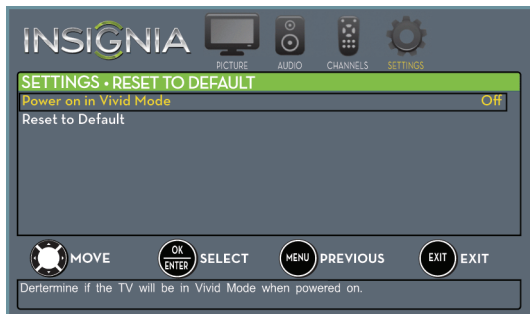 INSIGNIA
PICTURE AUDIO CHANNELS SETTINGS
SETTINGS • RESET TO DEFAULT
Power on in Vivid Mode Off
Reset to Default
MOVE OK ENTER SELECT MENU PREVIOUS EXIT EXIT
Dertermine if the TV will be in Vivid Mode when powered on.